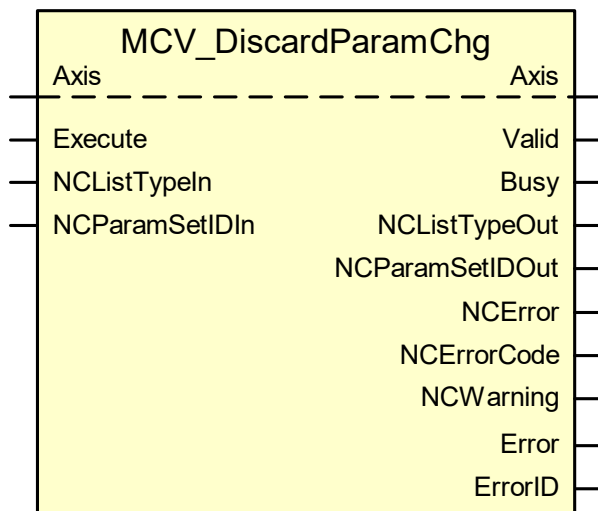 MCV_DiscardParamChg
Axis Axis
Execute Valid
NCListTypeIn Busy
NCParamSetIDIn NCListTypeOut
NCParamSetIDOut
NCError
NCErrorCode
NCWarning
Error
ErrorID